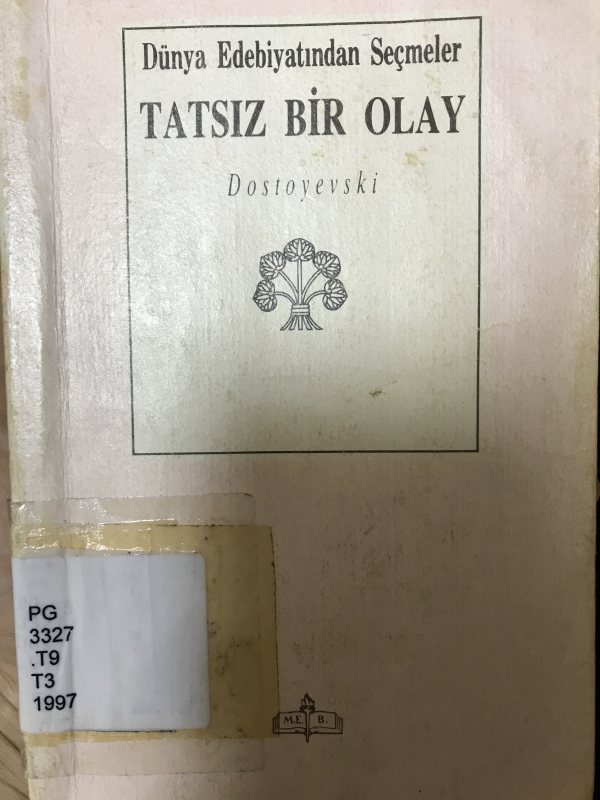 Dünya Edebiyatından Seçmeler
TATSIZ BİR OLAY
Dostoyevski
PG
3327
.T9
T3
1997
M.E. B.